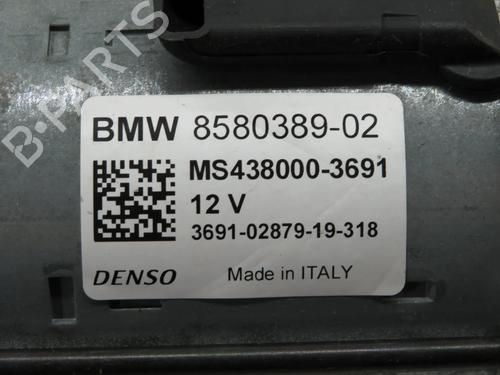 B-PARTS
BMW 8580389-02
MS438000-3691
12 V
3691-02879-19-318
DENSO Made in ITALY